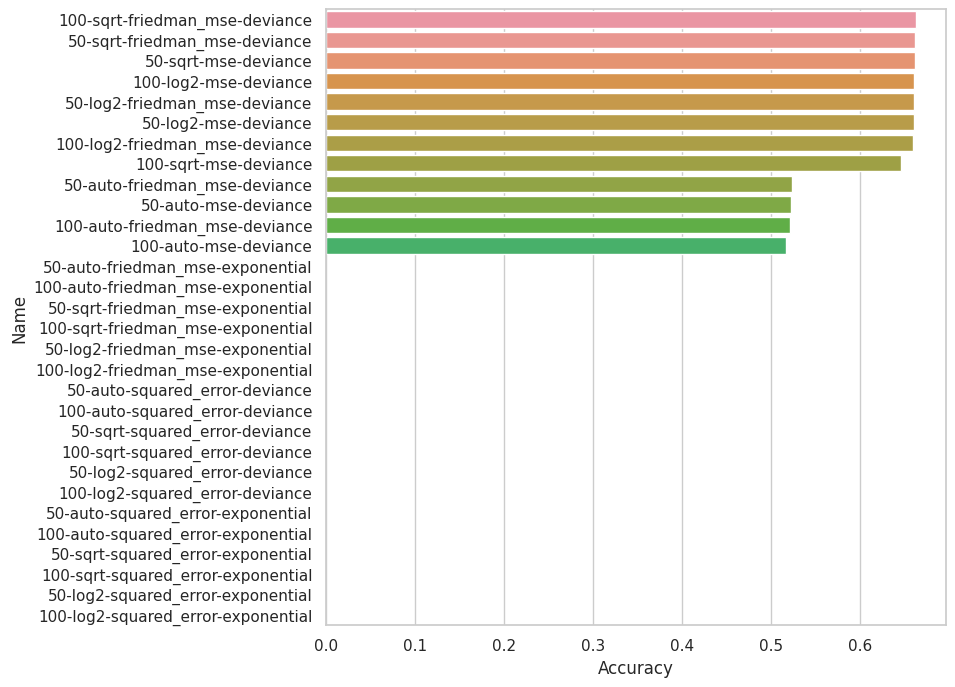 100-sqrt-friedman_mse-deviance
50-sqrt-friedman_mse-deviance
50-sqrt-mse-deviance
100-log2-mse-deviance
50-log2-friedman_mse-deviance
50-log2-mse-deviance
100-log2-friedman_mse-deviance
100-sqrt-mse-deviance
50-auto-friedman_mse-deviance
50-auto-mse-deviance
100-auto-friedman_mse-deviance
100-auto-mse-deviance
50-auto-friedman_mse-exponential
100-auto-friedman_mse-exponential
50-sqrt-friedman_mse-exponential
100-sqrt-friedman_mse-exponential
50-log2-friedman_mse-exponential
100-log2-friedman_mse-exponential
50-auto-squared_error-deviance
100-auto-squared_error-deviance
50-sqrt-squared_error-deviance
100-sqrt-squared_error-deviance
50-log2-squared_error-deviance
100-log2-squared_error-deviance
50-auto-squared_error-exponential
100-auto-squared_error-exponential
50-sqrt-squared_error-exponential
100-sqrt-squared_error-exponential
50-log2-squared_error-exponential
100-log2-squared_error-exponential
Name
0.0 0.1 0.2 0.3 0.4 0.5 0.6
Accuracy